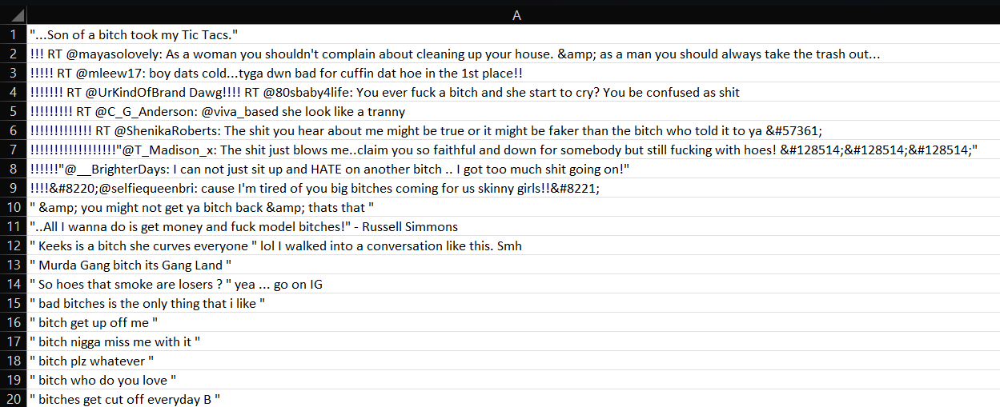 A
1 "...Son of a bitch took my Tic Tacs."
2 !!! RT @mayasolovely: As a woman you shouldn't complain about cleaning up your house. &amp; as a man you should always take the trash out...
3 !!!!! RT @mleew17: boy dats cold...tyga dwn bad for cuffin dat hoe in the 1st place!!
4 !!!!!!! RT @UrKindOfBrand Dawg!!!! RT @80sbaby4life: You ever fuck a bitch and she start to cry? You be confused as shit
5 !!!!!!!!! RT @C_G_Anderson: @viva_based she look like a tranny
6 !!!!!!!!!!!!! RT @ShenikaRoberts: The shit you hear about me might be true or it might be faker than the bitch who told it to ya &#57361;
7 !!!!!!!!!!!!!!!!!!"@T_Madison_x: The shit just blows me..claim you so faithful and down for somebody but still fucking with hoes! &#128514;&#128514;&#128514;"
8 !!!!!!"@__BrighterDays: I can not just sit up and HATE on another bitch .. I got too much shit going on!"
9 !!!!&#8220;@selfiequeenbri: cause I'm tired of you big bitches coming for us skinny girls!!&#8221;
10 " &amp; you might not get ya bitch back &amp; thats that "
11 "..All I wanna do is get money and fuck model bitches!" - Russell Simmons
12 " Keeks is a bitch she curves everyone " lol I walked into a conversation like this. Smh
13 " Murda Gang bitch its Gang Land "
14 " So hoes that smoke are losers ? " yea ... go on IG
15 " bad bitches is the only thing that i like "
16 " bitch get up off me "
17 " bitch nigga miss me with it "
18 " bitch plz whatever "
19 " bitch who do you love "
20 " bitches get cut off everyday B "